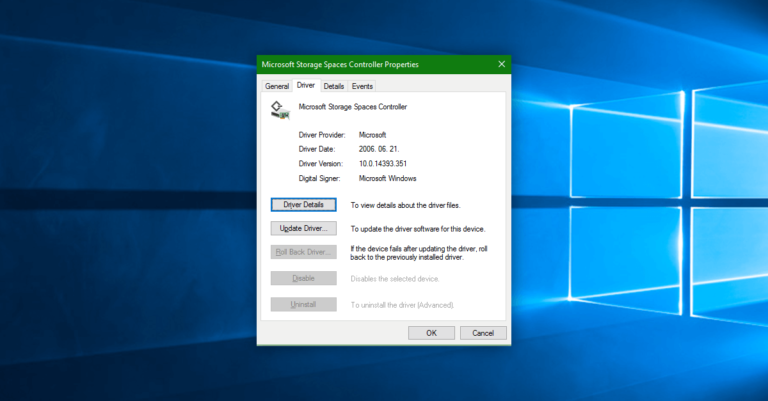 Microsoft Storage Spaces Controller Properties
General Driver Details Events
Microsoft Storage Spaces Controller
Driver Provider: Microsoft
Driver Date: 2006. 06. 21.
Driver Version: 10.0.14393.351
Digital Signer: Microsoft Windows
Driver Details To view details about the driver files.
Update Driver... To update the driver software for this device.
Roll Back Driver... If the device fails after updating the driver, roll
back to the previously installed driver.
Disable Disables the selected device.
Uninstall To uninstall the driver (Advanced).
OK Cancel